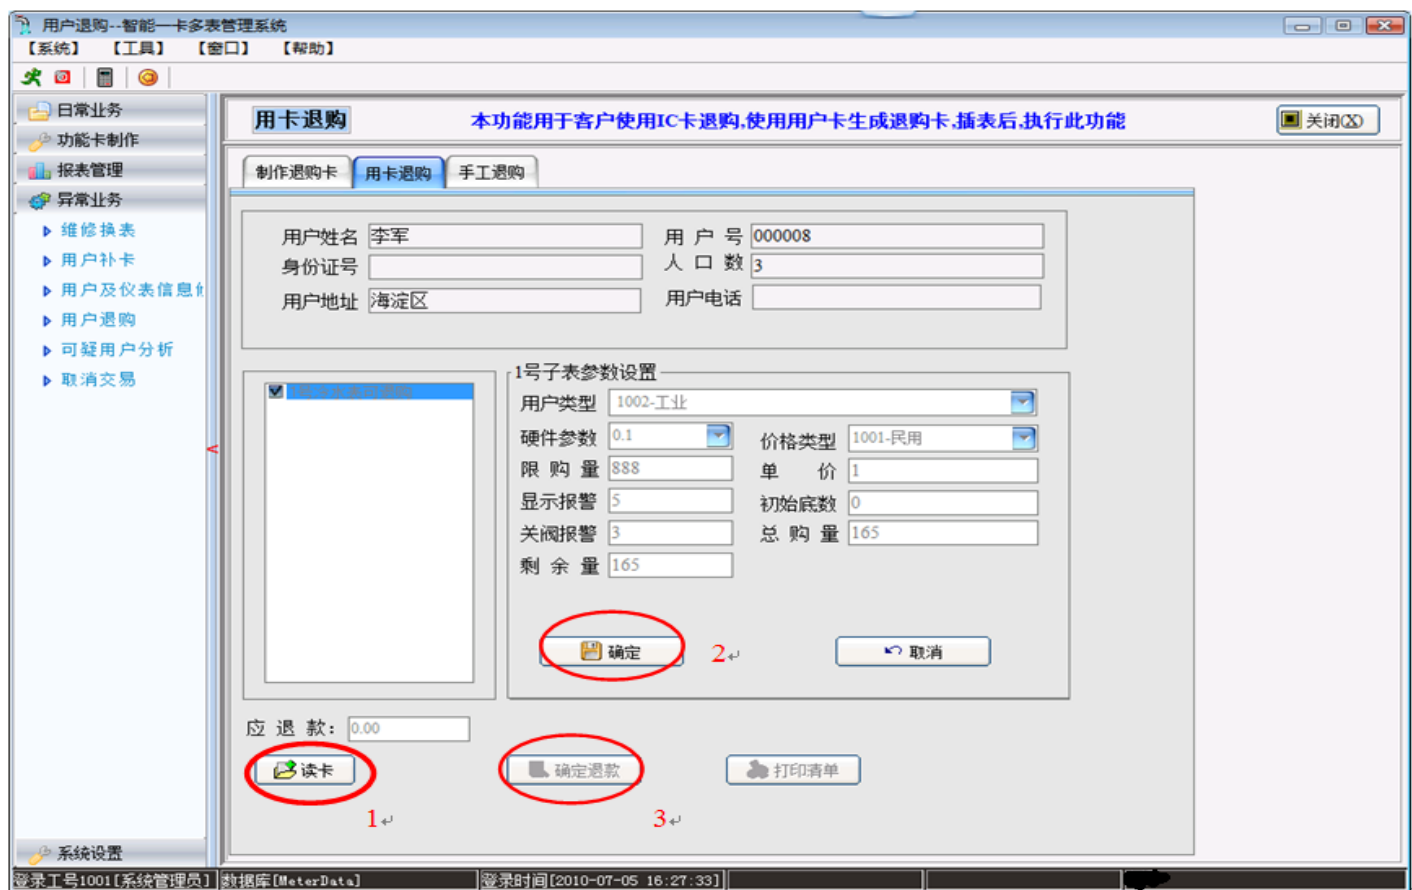 用户退购--智能一卡多表管理系统
【系统】 【工具】 【窗口】 【帮助】
日常业务
功能卡制作
报表管理
异常业务
维修换表
用户补卡
用户及仪表信息
用户退购
可疑用户分析
取消交易
系统设置
用卡退购
本功能用于客户使用IC卡退购,使用用户卡生成退购卡,插表后,执行此功能
关闭(X)
制作退购卡 用卡退购 手工退购
用户姓名 李军 用 户 号 000008
身份证号 人 口 数 3
用户地址 海淀区 用户电话
<
1号子表参数设置
用户类型 1002-工业
硬件参数 0.1 价格类型 1001-民用
限 购 量 888 单 价 1
显示报警 5 初始底数 0
关阀报警 3 总 购 量 165
剩 余 量 165
确定 2 取消
应 退 款: 0.00
读卡 确定退款 打印清单
1 3
登录工号1001[系统管理员] 数据库[MeterData] 登录时间[2010-07-05 16:27:33]